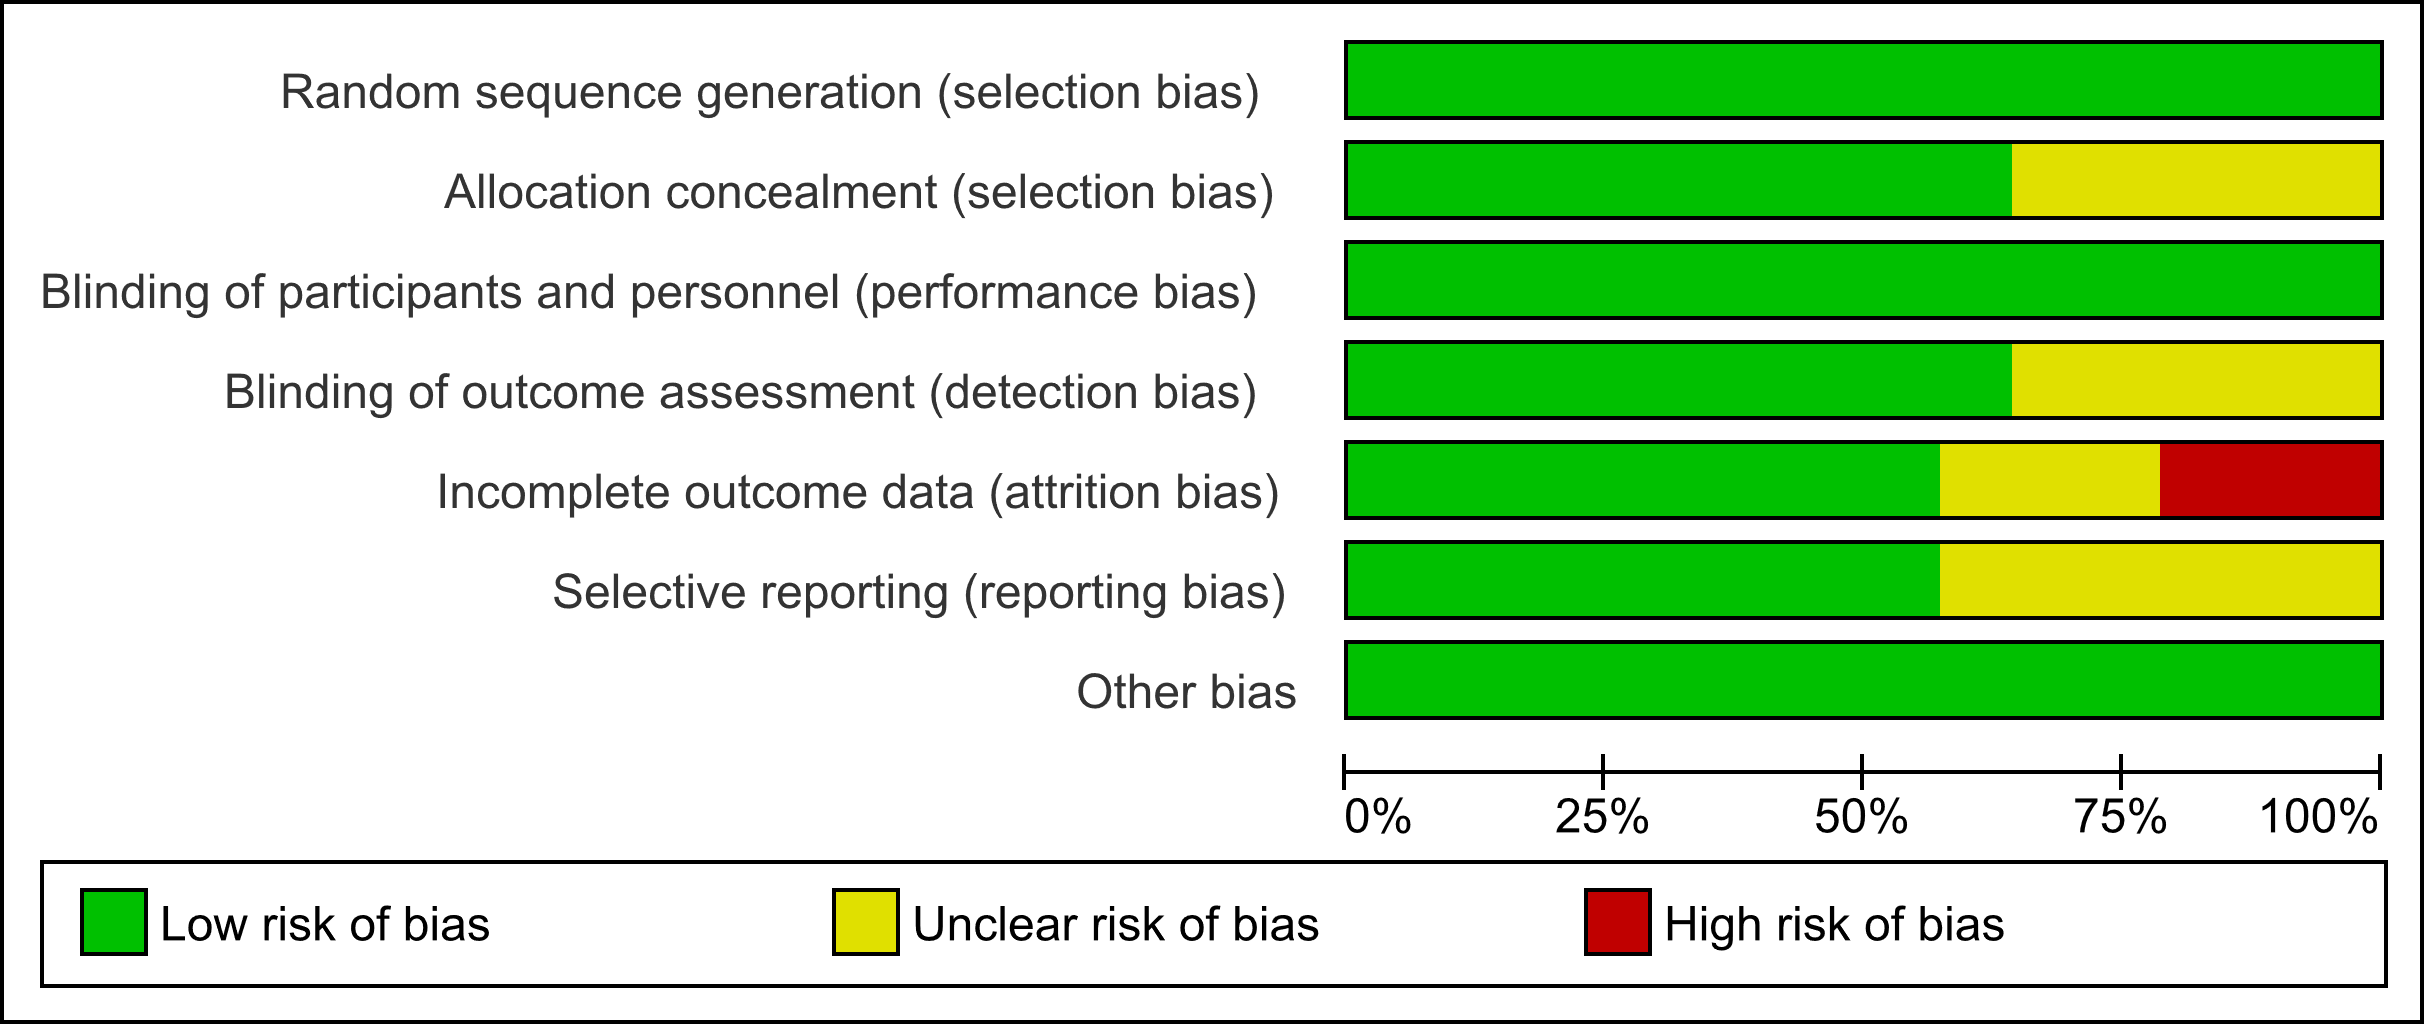 Random sequence generation (selection bias)
Allocation concealment (selection bias)
Blinding of participants and personnel (performance bias)
Blinding of outcome assessment (detection bias)
Incomplete outcome data (attrition bias)
Selective reporting (reporting bias)
Other bias
0% 25% 50% 75% 100%
Low risk of bias Unclear risk of bias High risk of bias